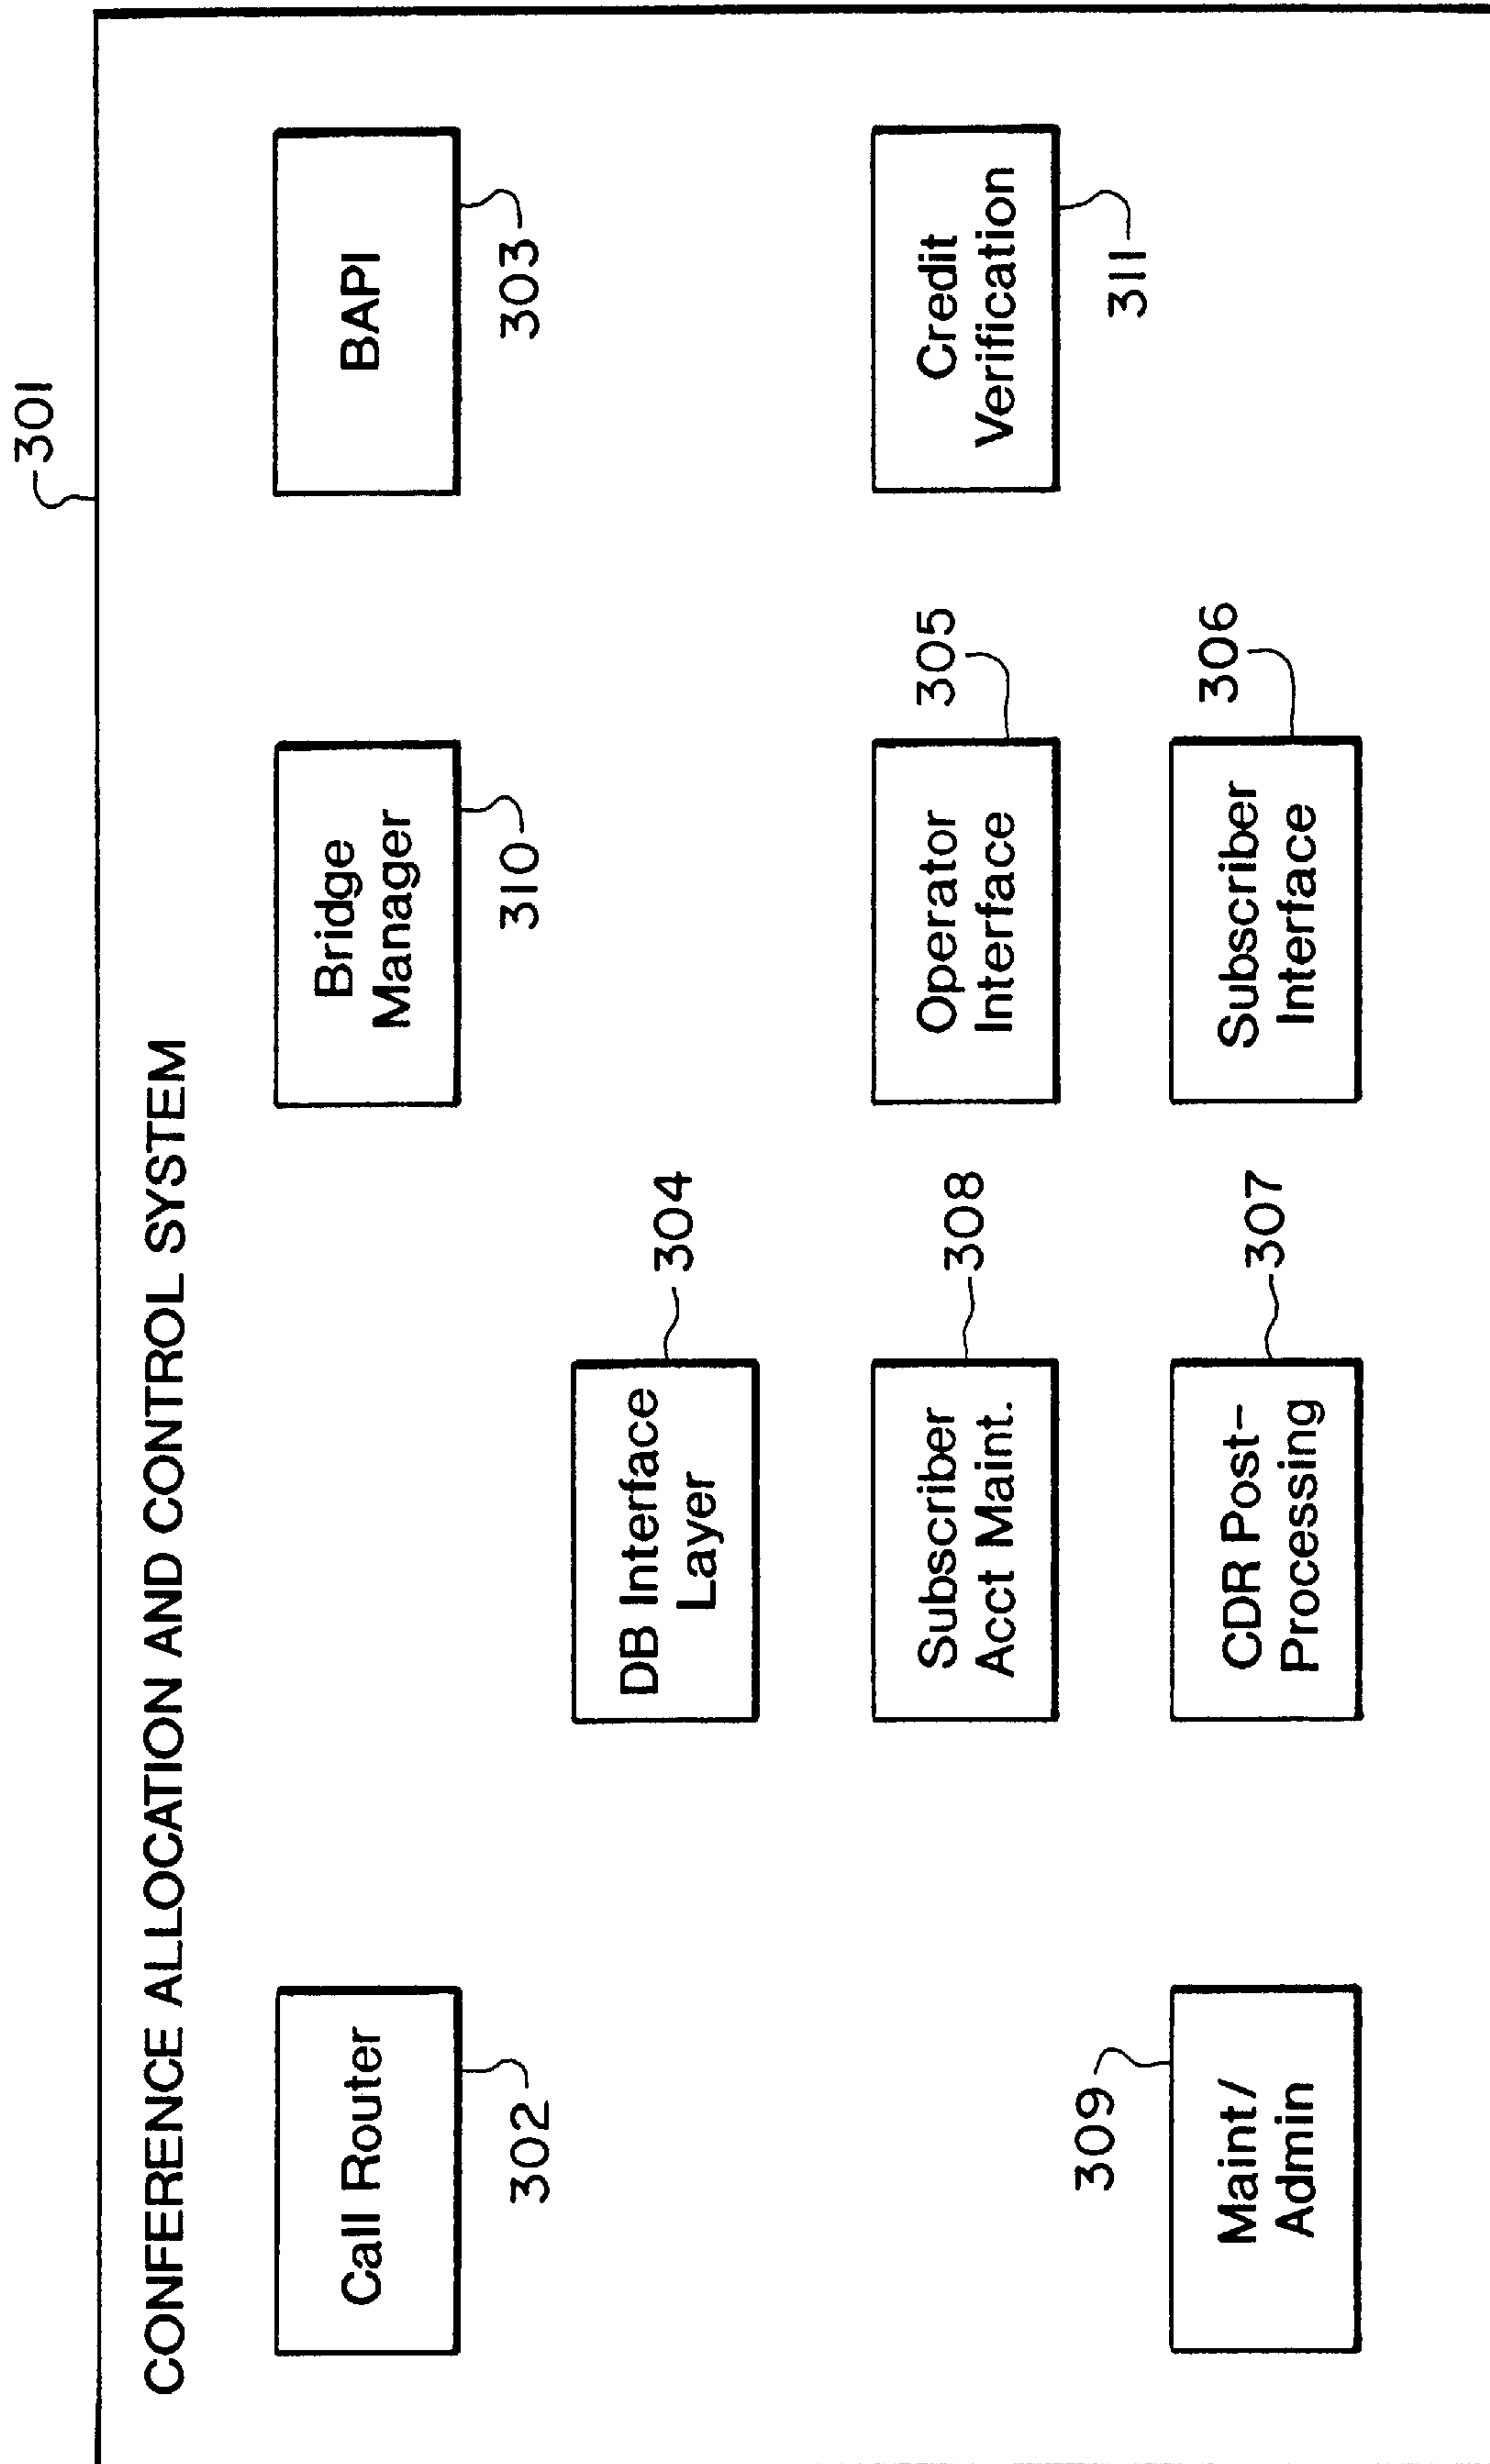 301
CONFERENCE ALLOCATION AND CONTROL SYSTEM
Call Router
302
Bridge
Manager
310
BAPI
303
DB Interface
Layer
304
Subscriber
Acct Maint.
308
Operator
Interface
305
Credit
Verification
311
Maint/
Admin
309
CDR Post-
Processing
307
Subscriber
Interface
306